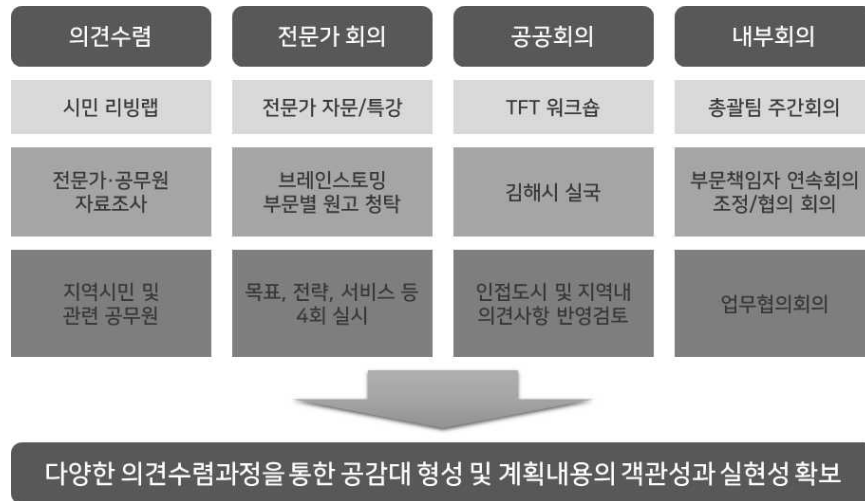 의견수렴
전문가 회의
공공회의
내부회의
시민 리빙랩
전문가 자문/특강
TFT 워크숍
총괄팀 주간회의
전문가·공무원
자료조사
브레인스토밍
부문별 원고 청탁
김해시 실국
부문책임자 연속회의
조정/협의 회의
지역시민 및
관련 공무원
목표, 전략, 서비스 등
4회 실시
인접도시 및 지역내
의견사항 반영검토
업무협의회의
다양한 의견수렴과정을 통한 공감대 형성 및 계획내용의 객관성과 실현성 확보